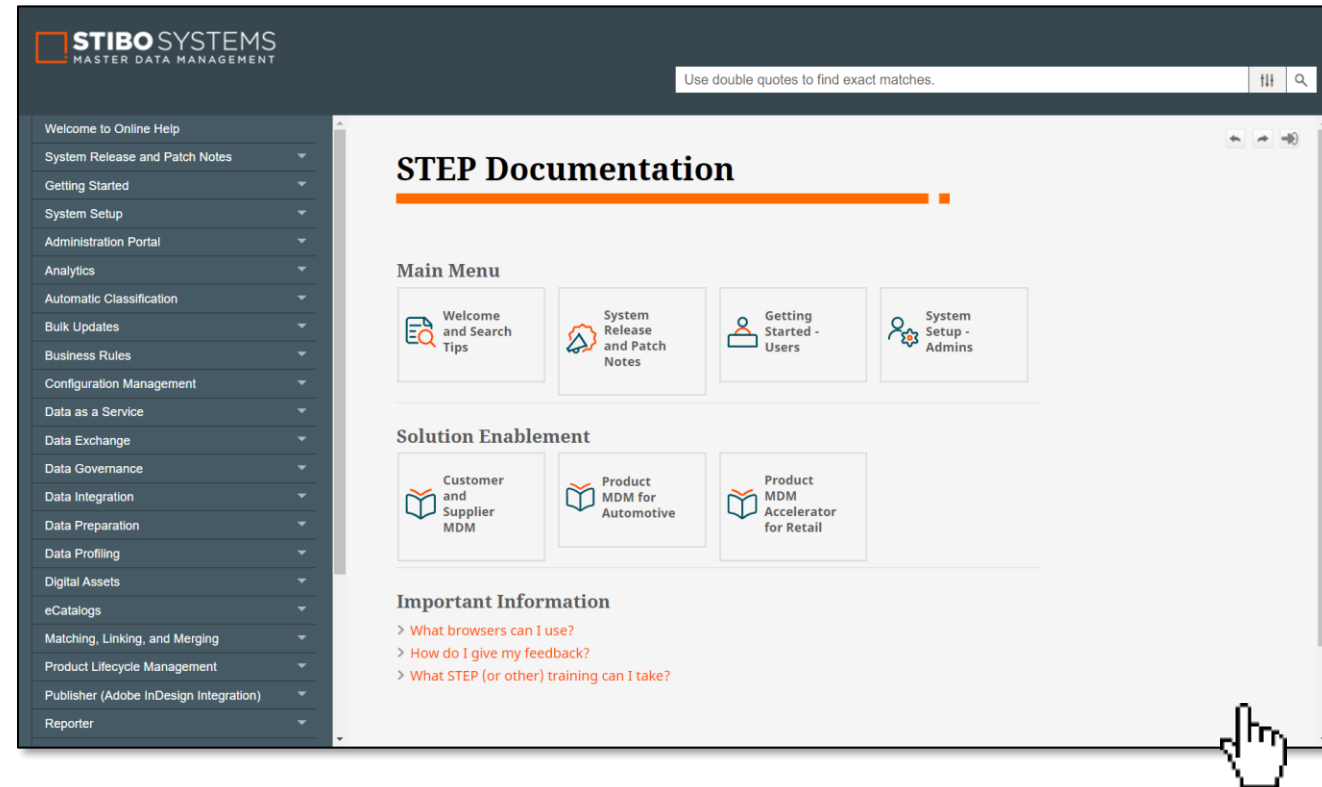 STIBO SYSTEMS
MASTER DATA MANAGEMENT
Use double quotes to find exact matches.
Welcome to Online Help
System Release and Patch Notes
Getting Started
System Setup
Administration Portal
Analytics
Automatic Classification
Bulk Updates
Business Rules
Configuration Management
Data as a Service
Data Exchange
Data Governance
Data Integration
Data Preparation
Data Profiling
Digital Assets
eCatalogs
Matching, Linking, and Merging
Product Lifecycle Management
Publisher (Adobe InDesign Integration)
Reporter
STEP Documentation
Main Menu
Welcome
and Search
Tips
System
Release
and Patch
Notes
Getting
Started -
Users
System
Setup -
Admins
Solution Enablement
Customer
and
Supplier
MDM
Product
MDM for
Automotive
Product
MDM
Accelerator
for Retail
Important Information
> What browsers can I use?
> How do I give my feedback?
> What STEP (or other) training can I take?